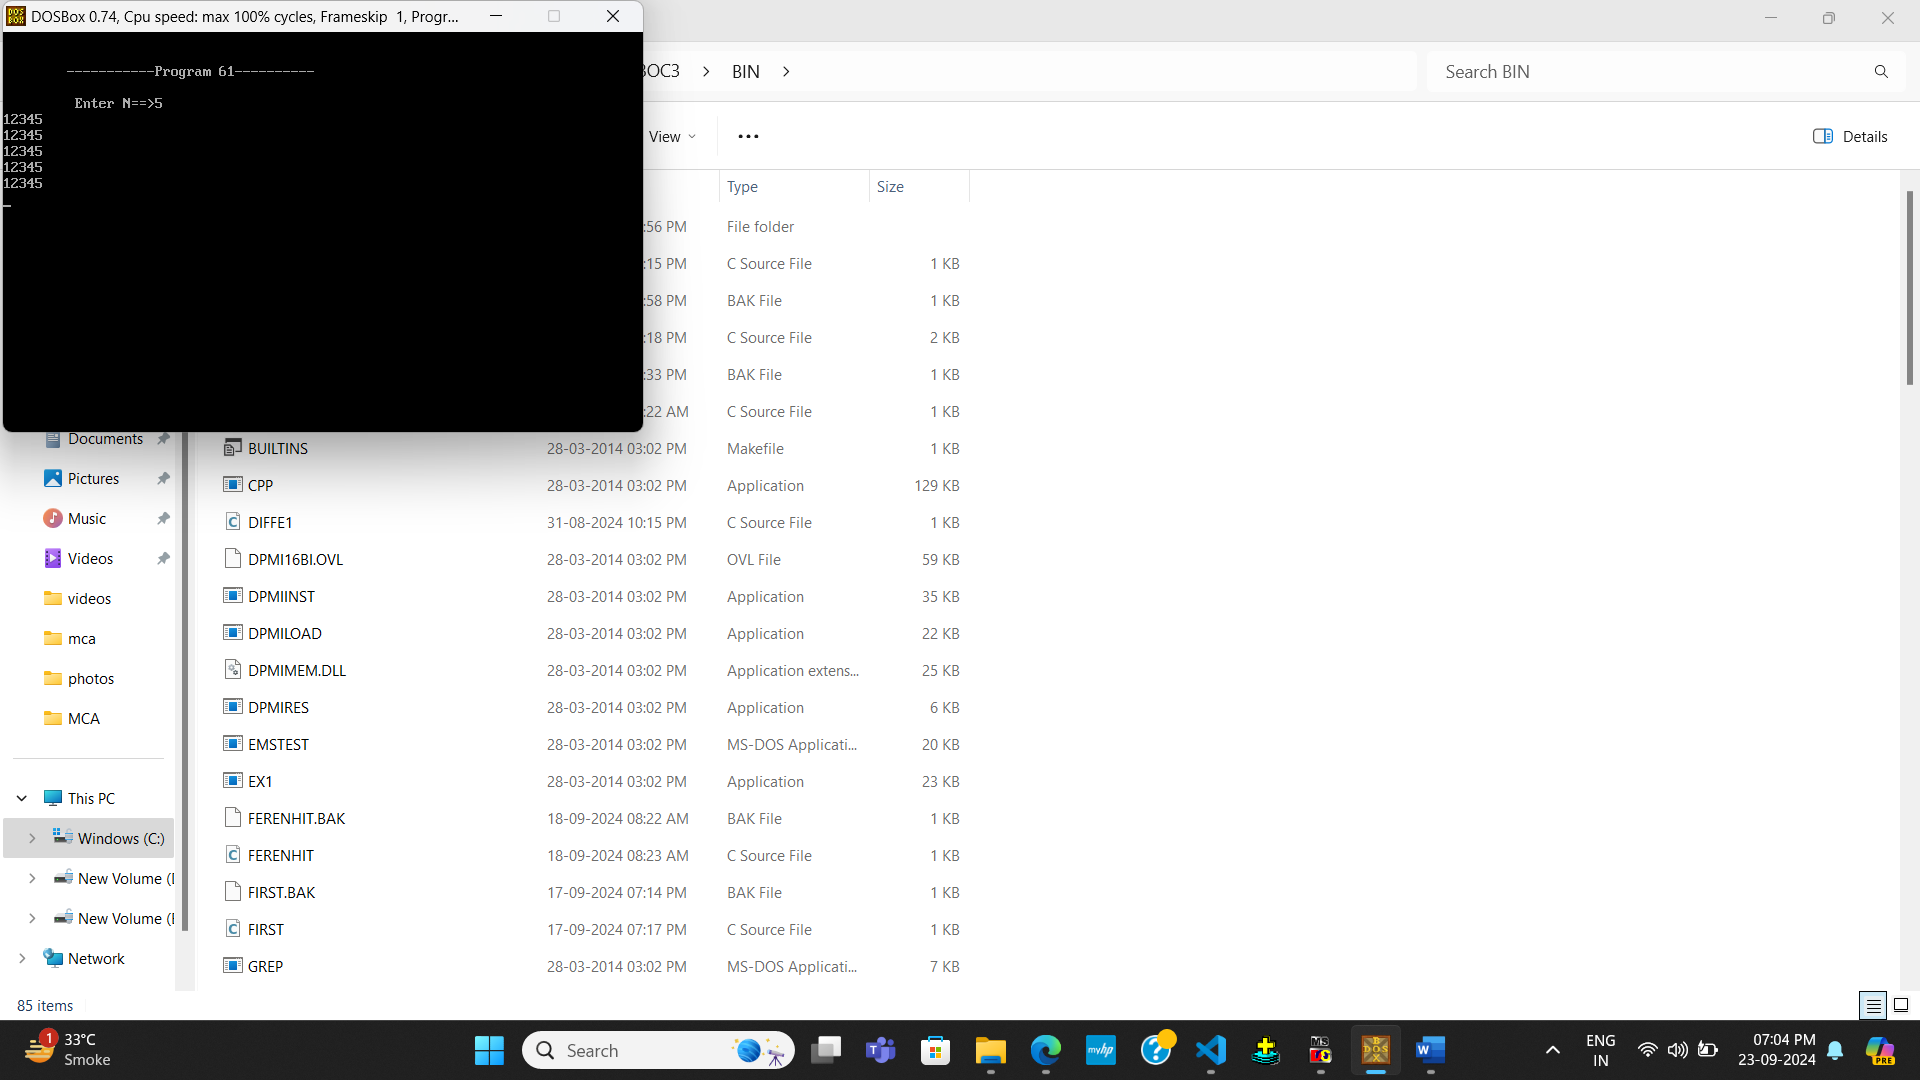 DOSBox 0.74, Cpu speed: max 100% cycles, Frameskip 1, Progr...
-----------Program 61----------
Enter N==>5
12345
12345
12345
12345
12345
BIN
Search BIN
View
Details
Type Size
:56 PM File folder
:15 PM C Source File 1 KB
:58 PM BAK File 1 KB
:18 PM C Source File 2 KB
:33 PM BAK File 1 KB
:22 AM C Source File 1 KB
BUILTINS 28-03-2014 03:02 PM Makefile 1 KB
CPP 28-03-2014 03:02 PM Application 129 KB
DIFFE1 31-08-2024 10:15 PM C Source File 1 KB
DPMI16BI.OVL 28-03-2014 03:02 PM OVL File 59 KB
DPMIINST 28-03-2014 03:02 PM Application 35 KB
DPMILOAD 28-03-2014 03:02 PM Application 22 KB
DPMIMEM.DLL 28-03-2014 03:02 PM Application extens... 25 KB
DPMIRES 28-03-2014 03:02 PM Application 6 KB
EMSTEST 28-03-2014 03:02 PM MS-DOS Applicati... 20 KB
EX1 28-03-2014 03:02 PM Application 23 KB
FERENHIT.BAK 18-09-2024 08:22 AM BAK File 1 KB
FERENHIT 18-09-2024 08:23 AM C Source File 1 KB
FIRST.BAK 17-09-2024 07:14 PM BAK File 1 KB
FIRST 17-09-2024 07:17 PM C Source File 1 KB
GREP 28-03-2014 03:02 PM MS-DOS Applicati... 7 KB
Documents
Pictures
Music
Videos
videos
mca
photos
MCA
This PC
Windows (C:)
New Volume (
New Volume (
Network
85 items
1
33°C
Smoke
Search
myhp
ENG
IN
07:04 PM
23-09-2024
PRE